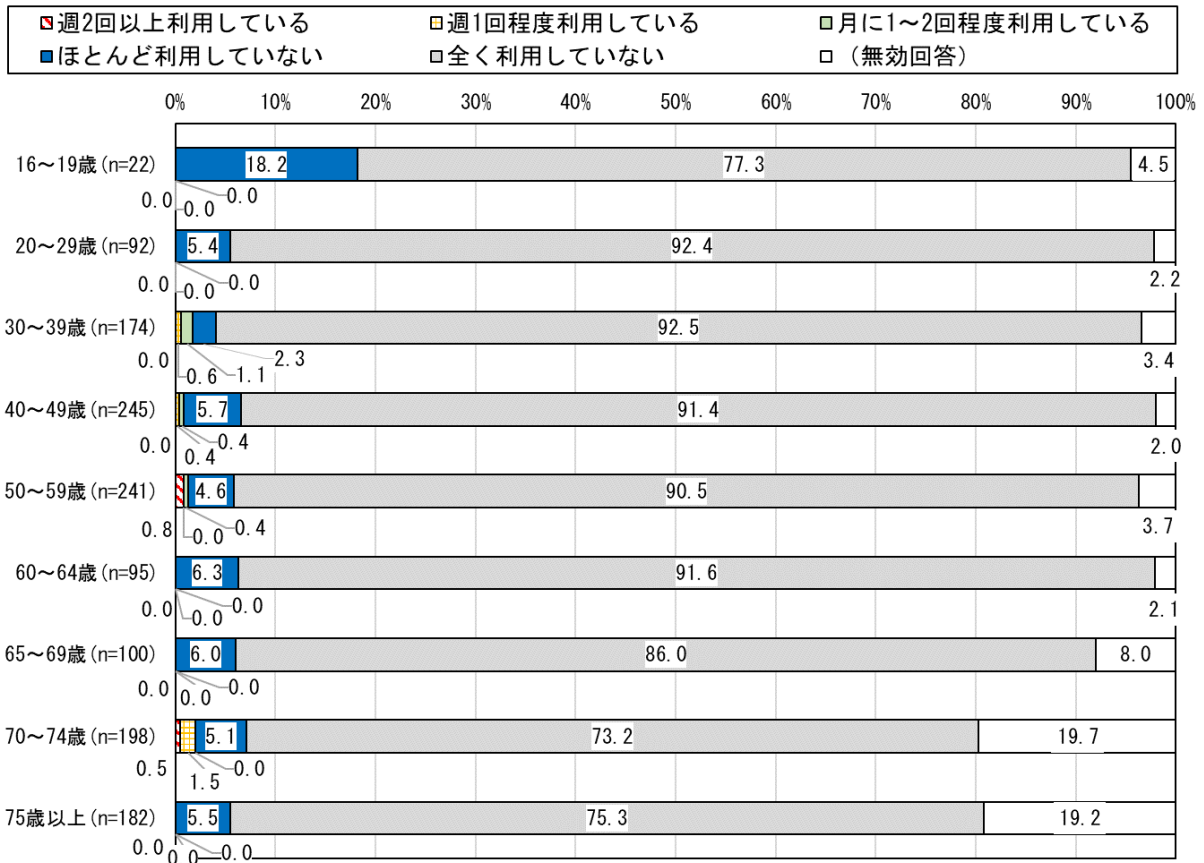 週2回以上利用している 週1回程度利用している 月に1～2回程度利用している
ほとんど利用していない 全く利用していない （無効回答）
0% 10% 20% 30% 40% 50% 60% 70% 80% 90% 100%
16～19歳(n=22) 18.2 77.3 4.5
0.0 0.0 0.0
20～29歳(n=92) 5.4 92.4
0.0 0.0 0.0 2.2
30～39歳(n=174) 92.5
0.0 0.6 1.1 2.3 3.4
40～49歳(n=245) 5.7 91.4
0.0 0.4 0.4 2.0
50～59歳(n=241) 4.6 90.5
0.8 0.0 0.4 3.7
60～64歳(n=95) 6.3 91.6
0.0 0.0 0.0 2.1
65～69歳(n=100) 6.0 86.0 8.0
0.0 0.0 0.0
70～74歳(n=198) 5.1 73.2 19.7
0.5 1.5 0.0
75歳以上(n=182) 5.5 75.3 19.2
0.0 0.0 0.0